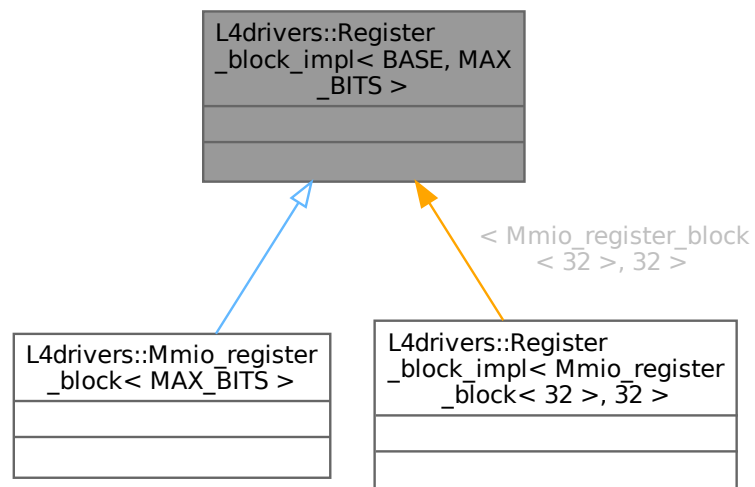 L4drivers::Register
_block_impl< BASE, MAX
_BITS >
< Mmio_register_block
< 32 >, 32 >
L4drivers::Mmio_register
_block< MAX_BITS >
L4drivers::Register
_block_impl< Mmio_register
_block< 32 >, 32 >